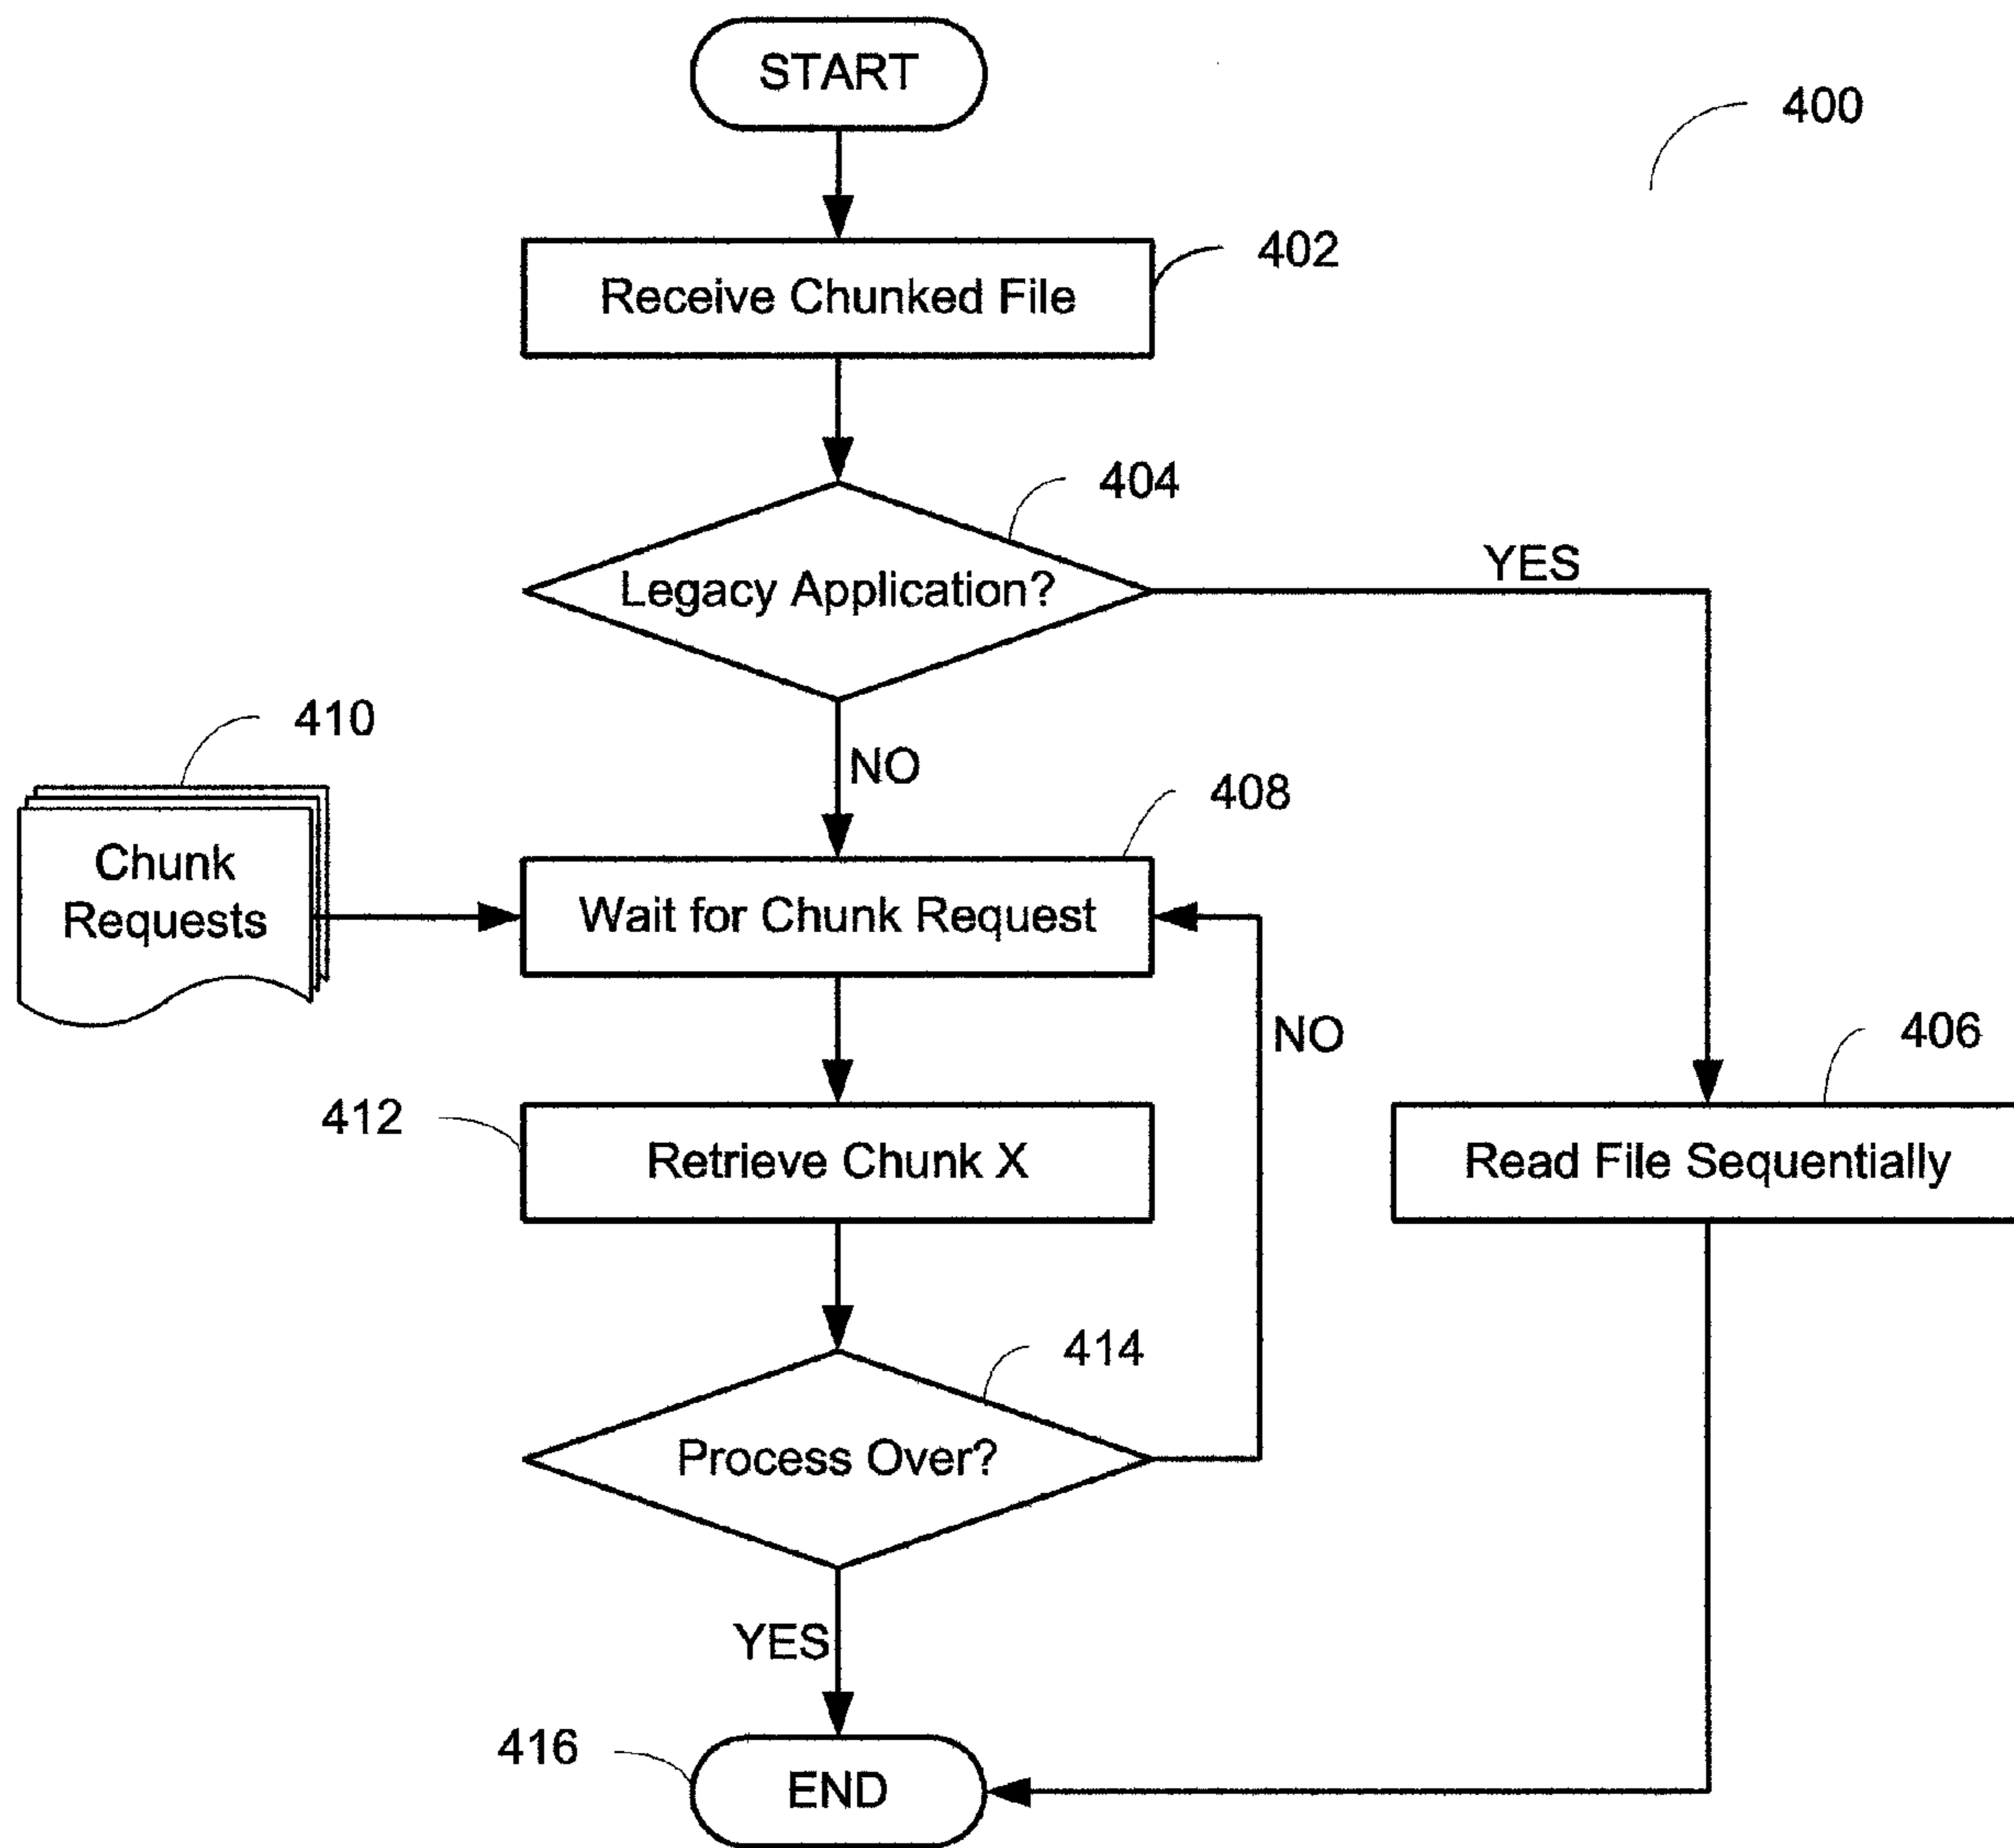 START
400
402
Receive Chunked File
404
Legacy Application?
YES
410
NO
408
Chunk
Requests
Wait for Chunk Request
NO
406
412
Retrieve Chunk X
Read File Sequentially
414
Process Over?
YES
416
END